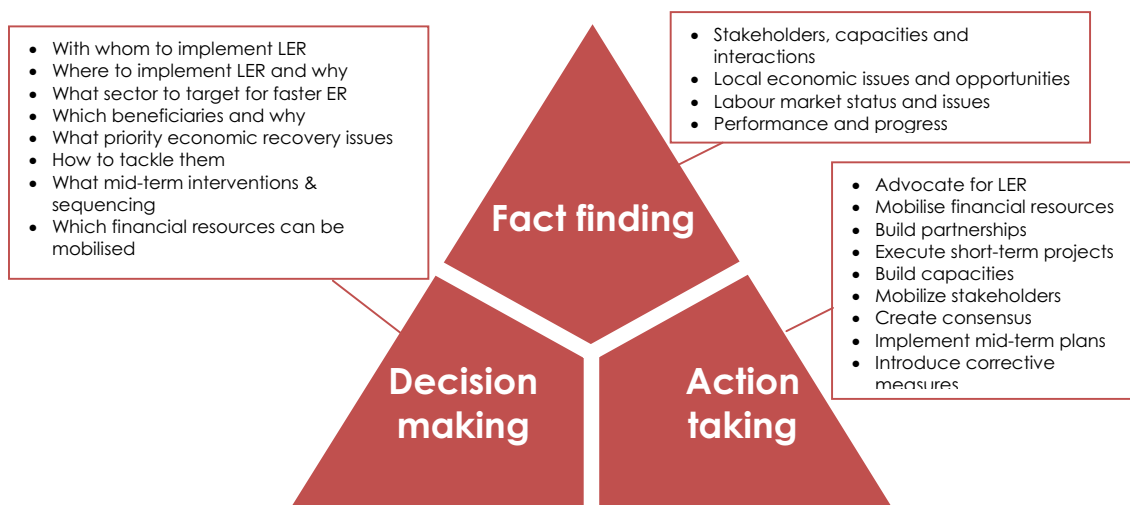 • With whom to implement LER
• Where to implement LER and why
• What sector to target for faster ER
• Which beneficiaries and why
• What priority economic recovery issues
• How to tackle them
• What mid-term interventions &
sequencing
• Which financial resources can be
mobilised
• Stakeholders, capacities and
interactions
• Local economic issues and opportunities
• Labour market status and issues
• Performance and progress
• Advocate for LER
• Mobilise financial resources
• Build partnerships
• Execute short-term projects
• Build capacities
• Mobilize stakeholders
• Create consensus
• Implement mid-term plans
• Introduce corrective
measures
Fact finding
Decision
making
Action
taking